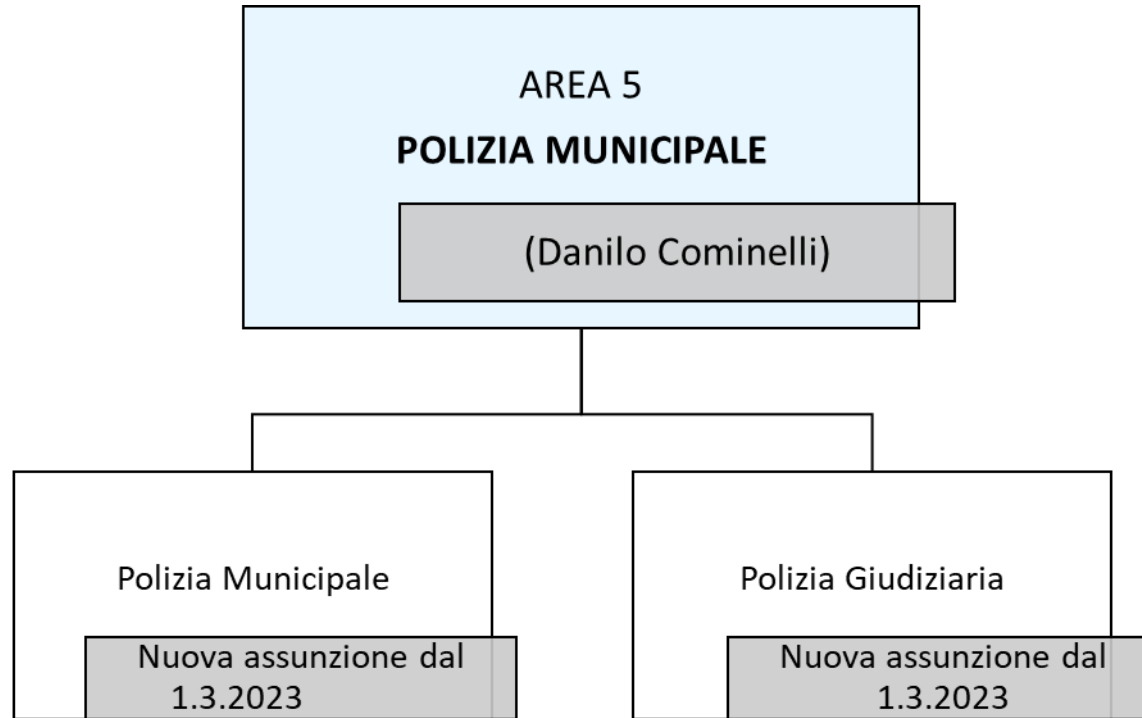 AREA 5
POLIZIA MUNICIPALE
(Danilo Cominelli)
Polizia Municipale
Nuova assunzione dal
1.3.2023
Polizia Giudiziaria
Nuova assunzione dal
1.3.2023